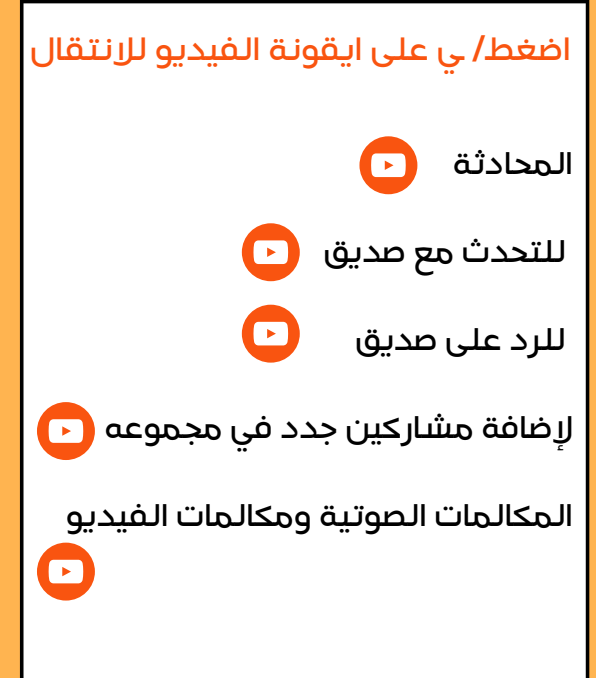 اضغط/ ي على ايقونة الفيديو للانتقال
المحادثة
للتحدث مع صديق
للرد على صديق
لإضافة مشاركين جدد في مجموعه
المكالمات الصوتية ومكالمات الفيديو